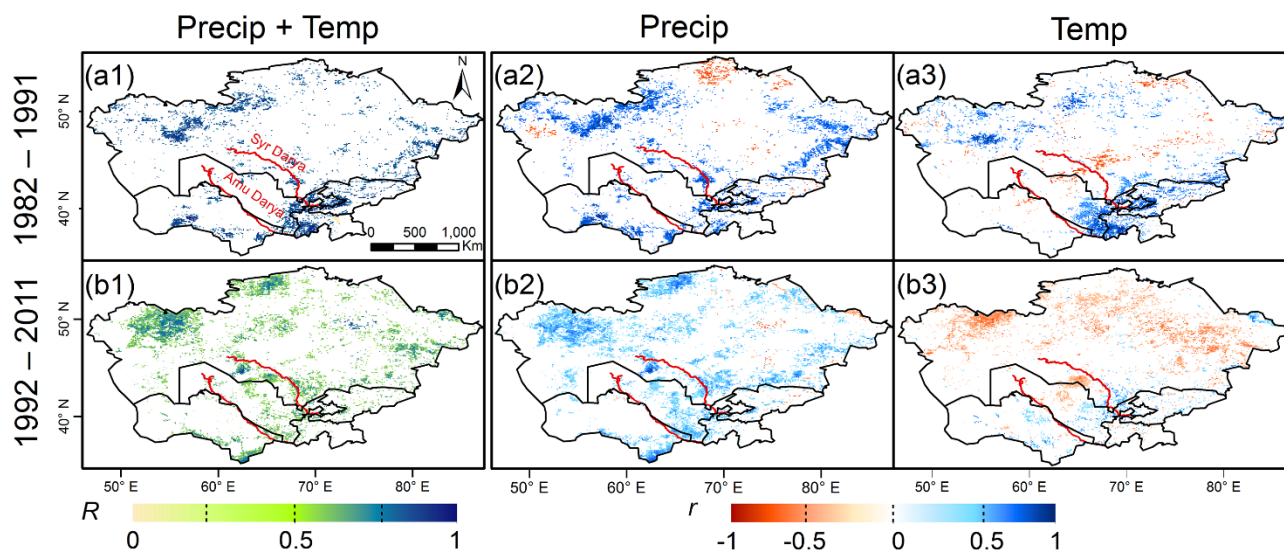 Precip + Temp
Precip
Temp
1982 – 1991
(a1)
N
(a2)
(a3)
50° N
Syr Darya
Amu Darya
40° N
0 500 1,000
Km
1992 – 2011
(b1)
(b2)
(b3)
50° N
40° N
50° E 60° E 70° E 80° E
50° E 60° E 70° E 80° E
50° E 60° E 70° E 80° E
R
0 0.5 1
r
-1 -0.5 0 0.5 1